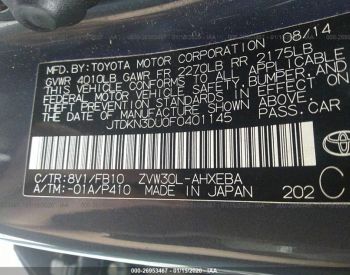 MFD. BY: TOYOTA MOTOR CORPORATION 08/14
GVWR 4010LB GAWR FR 2270LB RR 2175LB
THIS VEHICLE CONFORMS TO ALL APPLICABLE
FEDERAL MOTOR VEHICLE SAFETY, BUMPER, AND
THEFT PREVENTION STANDARDS IN EFFECT ON
THE DATE OF MANUFACTURE SHOWN ABOVE.
JTDKN3DU0F0401145 PASS.CAR
C/TR:8V1/FB10 ZVW30L-AHXEBA
A/TM:-01A/P410 MADE IN JAPAN 202 C
copart - 26953467 - 01/15/2020 - © IAAI